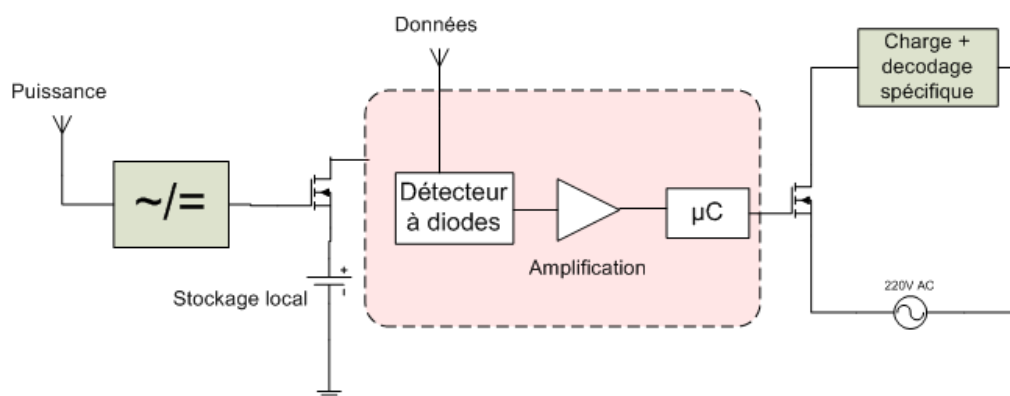 Données
Puissance
Charge +
decodage
spécifique
~/=
Détecteur
à diodes
µC
Amplification
+
-
Stockage local
220V AC